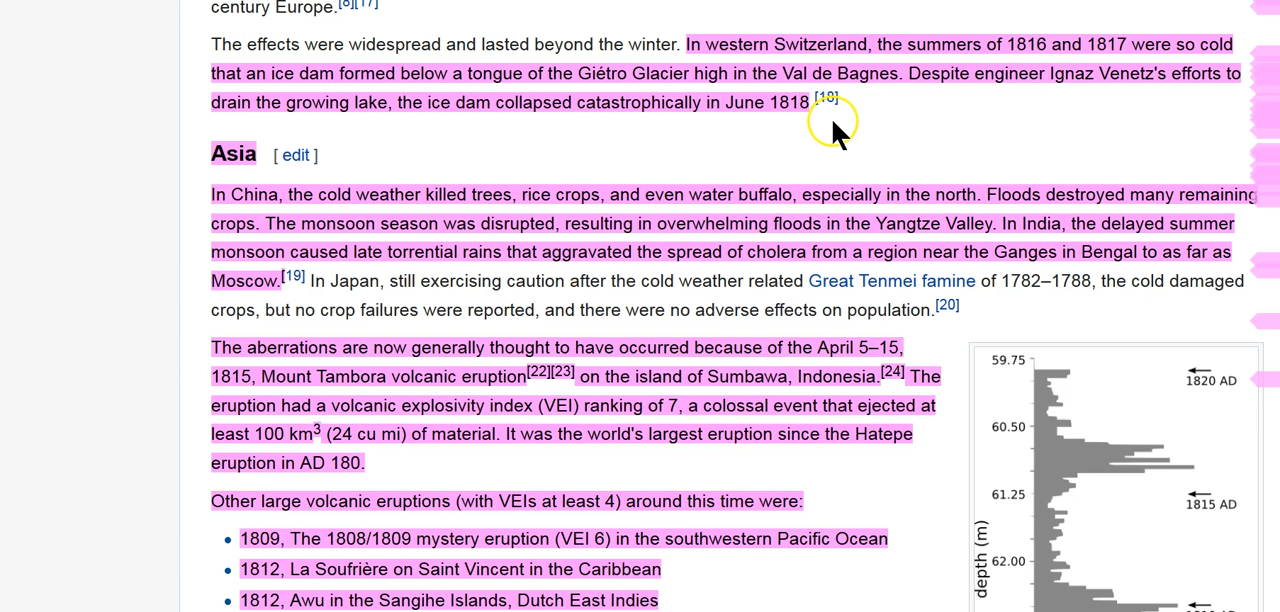 century Europe.[8][17]
The effects were widespread and lasted beyond the winter. In western Switzerland, the summers of 1816 and 1817 were so cold
that an ice dam formed below a tongue of the Giétro Glacier high in the Val de Bagnes. Despite engineer Ignaz Venetz's efforts to
drain the growing lake, the ice dam collapsed catastrophically in June 1818.[18]
Asia [ edit ]
In China, the cold weather killed trees, rice crops, and even water buffalo, especially in the north. Floods destroyed many remaining
crops. The monsoon season was disrupted, resulting in overwhelming floods in the Yangtze Valley. In India, the delayed summer
monsoon caused late torrential rains that aggravated the spread of cholera from a region near the Ganges in Bengal to as far as
Moscow.[19] In Japan, still exercising caution after the cold weather related Great Tenmei famine of 1782–1788, the cold damaged
crops, but no crop failures were reported, and there were no adverse effects on population.[20]
The aberrations are now generally thought to have occurred because of the April 5–15,
1815, Mount Tambora volcanic eruption[22][23] on the island of Sumbawa, Indonesia.[24] The
eruption had a volcanic explosivity index (VEI) ranking of 7, a colossal event that ejected at
least 100 km3 (24 cu mi) of material. It was the world's largest eruption since the Hatepe
eruption in AD 180.
Other large volcanic eruptions (with VEIs at least 4) around this time were:
• 1809, The 1808/1809 mystery eruption (VEI 6) in the southwestern Pacific Ocean
• 1812, La Soufrière on Saint Vincent in the Caribbean
• 1812, Awu in the Sangihe Islands, Dutch East Indies
59.75
1820 AD
60.50
61.25
1815 AD
62.00
depth (m)